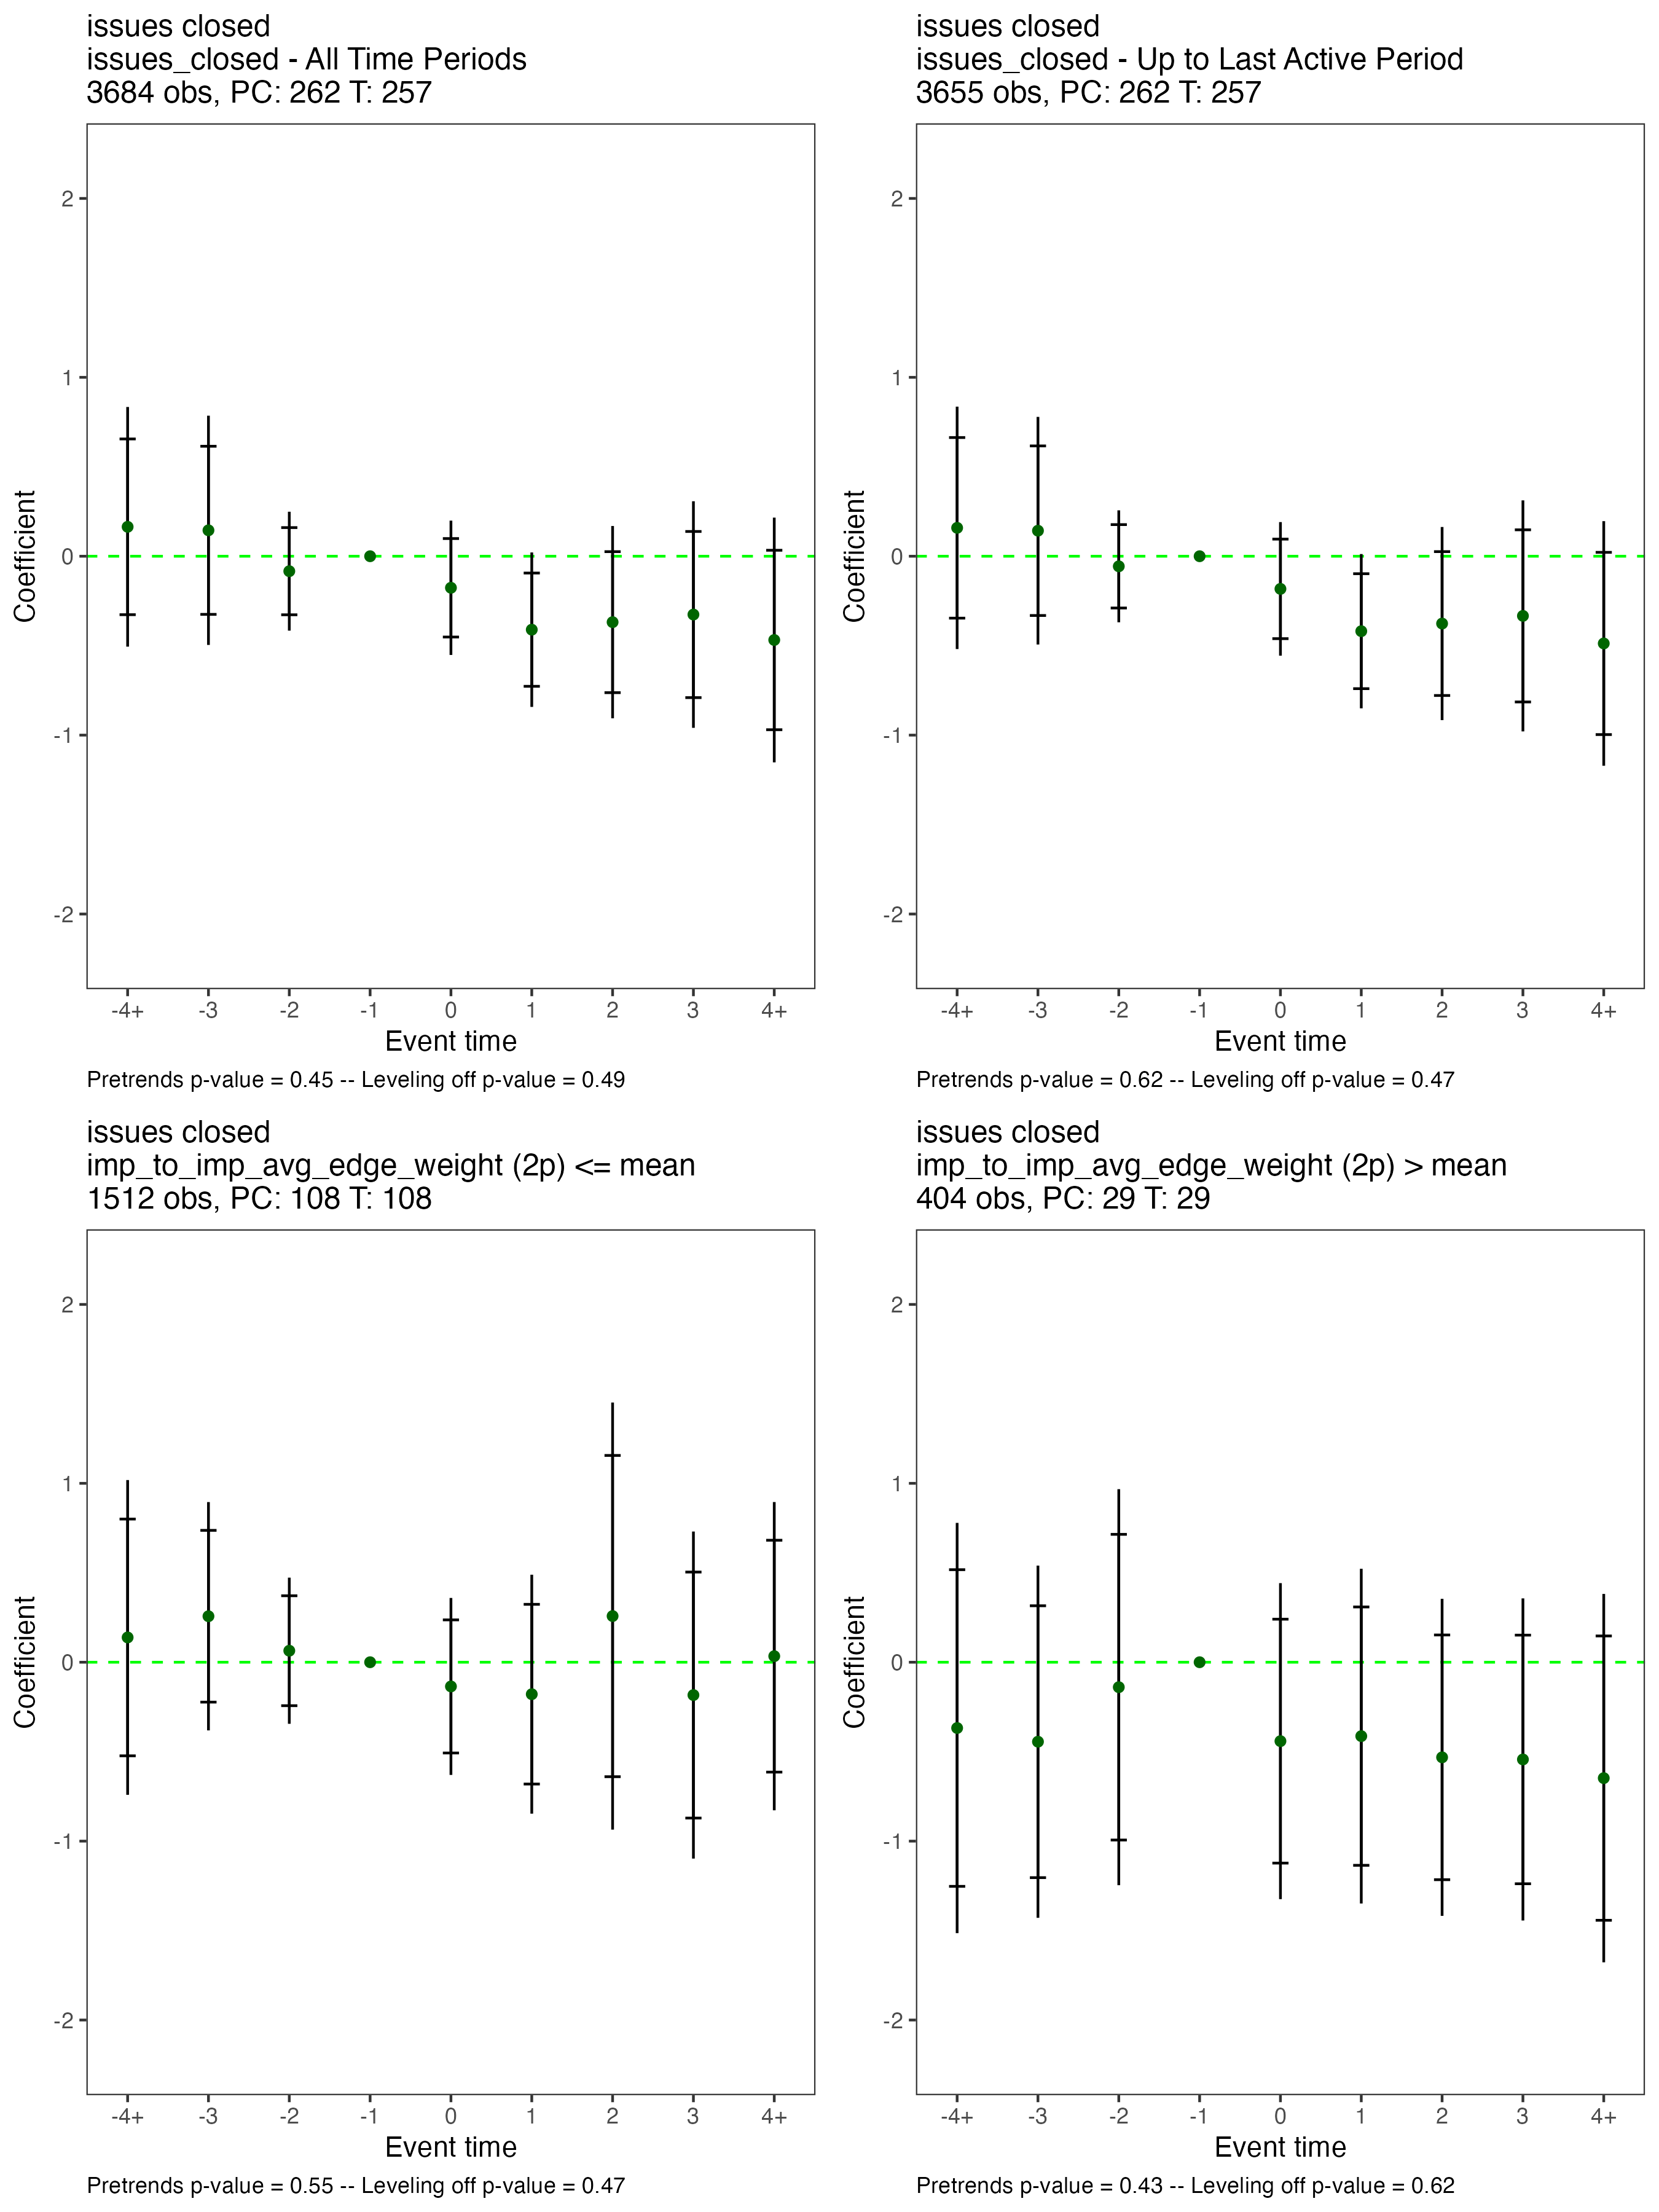 issues closed
issues_closed - All Time Periods
3684 obs, PC: 262 T: 257
Coefficient
2
1
0
-1
-2
-4+ -3 -2 -1 0 1 2 3 4+
Event time
Pretrends p-value = 0.45 -- Leveling off p-value = 0.49
issues closed
issues_closed - Up to Last Active Period
3655 obs, PC: 262 T: 257
Coefficient
2
1
0
-1
-2
-4+ -3 -2 -1 0 1 2 3 4+
Event time
Pretrends p-value = 0.62 -- Leveling off p-value = 0.47
issues closed
imp_to_imp_avg_edge_weight (2p) <= mean
1512 obs, PC: 108 T: 108
Coefficient
2
1
0
-1
-2
-4+ -3 -2 -1 0 1 2 3 4+
Event time
Pretrends p-value = 0.55 -- Leveling off p-value = 0.47
issues closed
imp_to_imp_avg_edge_weight (2p) > mean
404 obs, PC: 29 T: 29
Coefficient
2
1
0
-1
-2
-4+ -3 -2 -1 0 1 2 3 4+
Event time
Pretrends p-value = 0.43 -- Leveling off p-value = 0.62